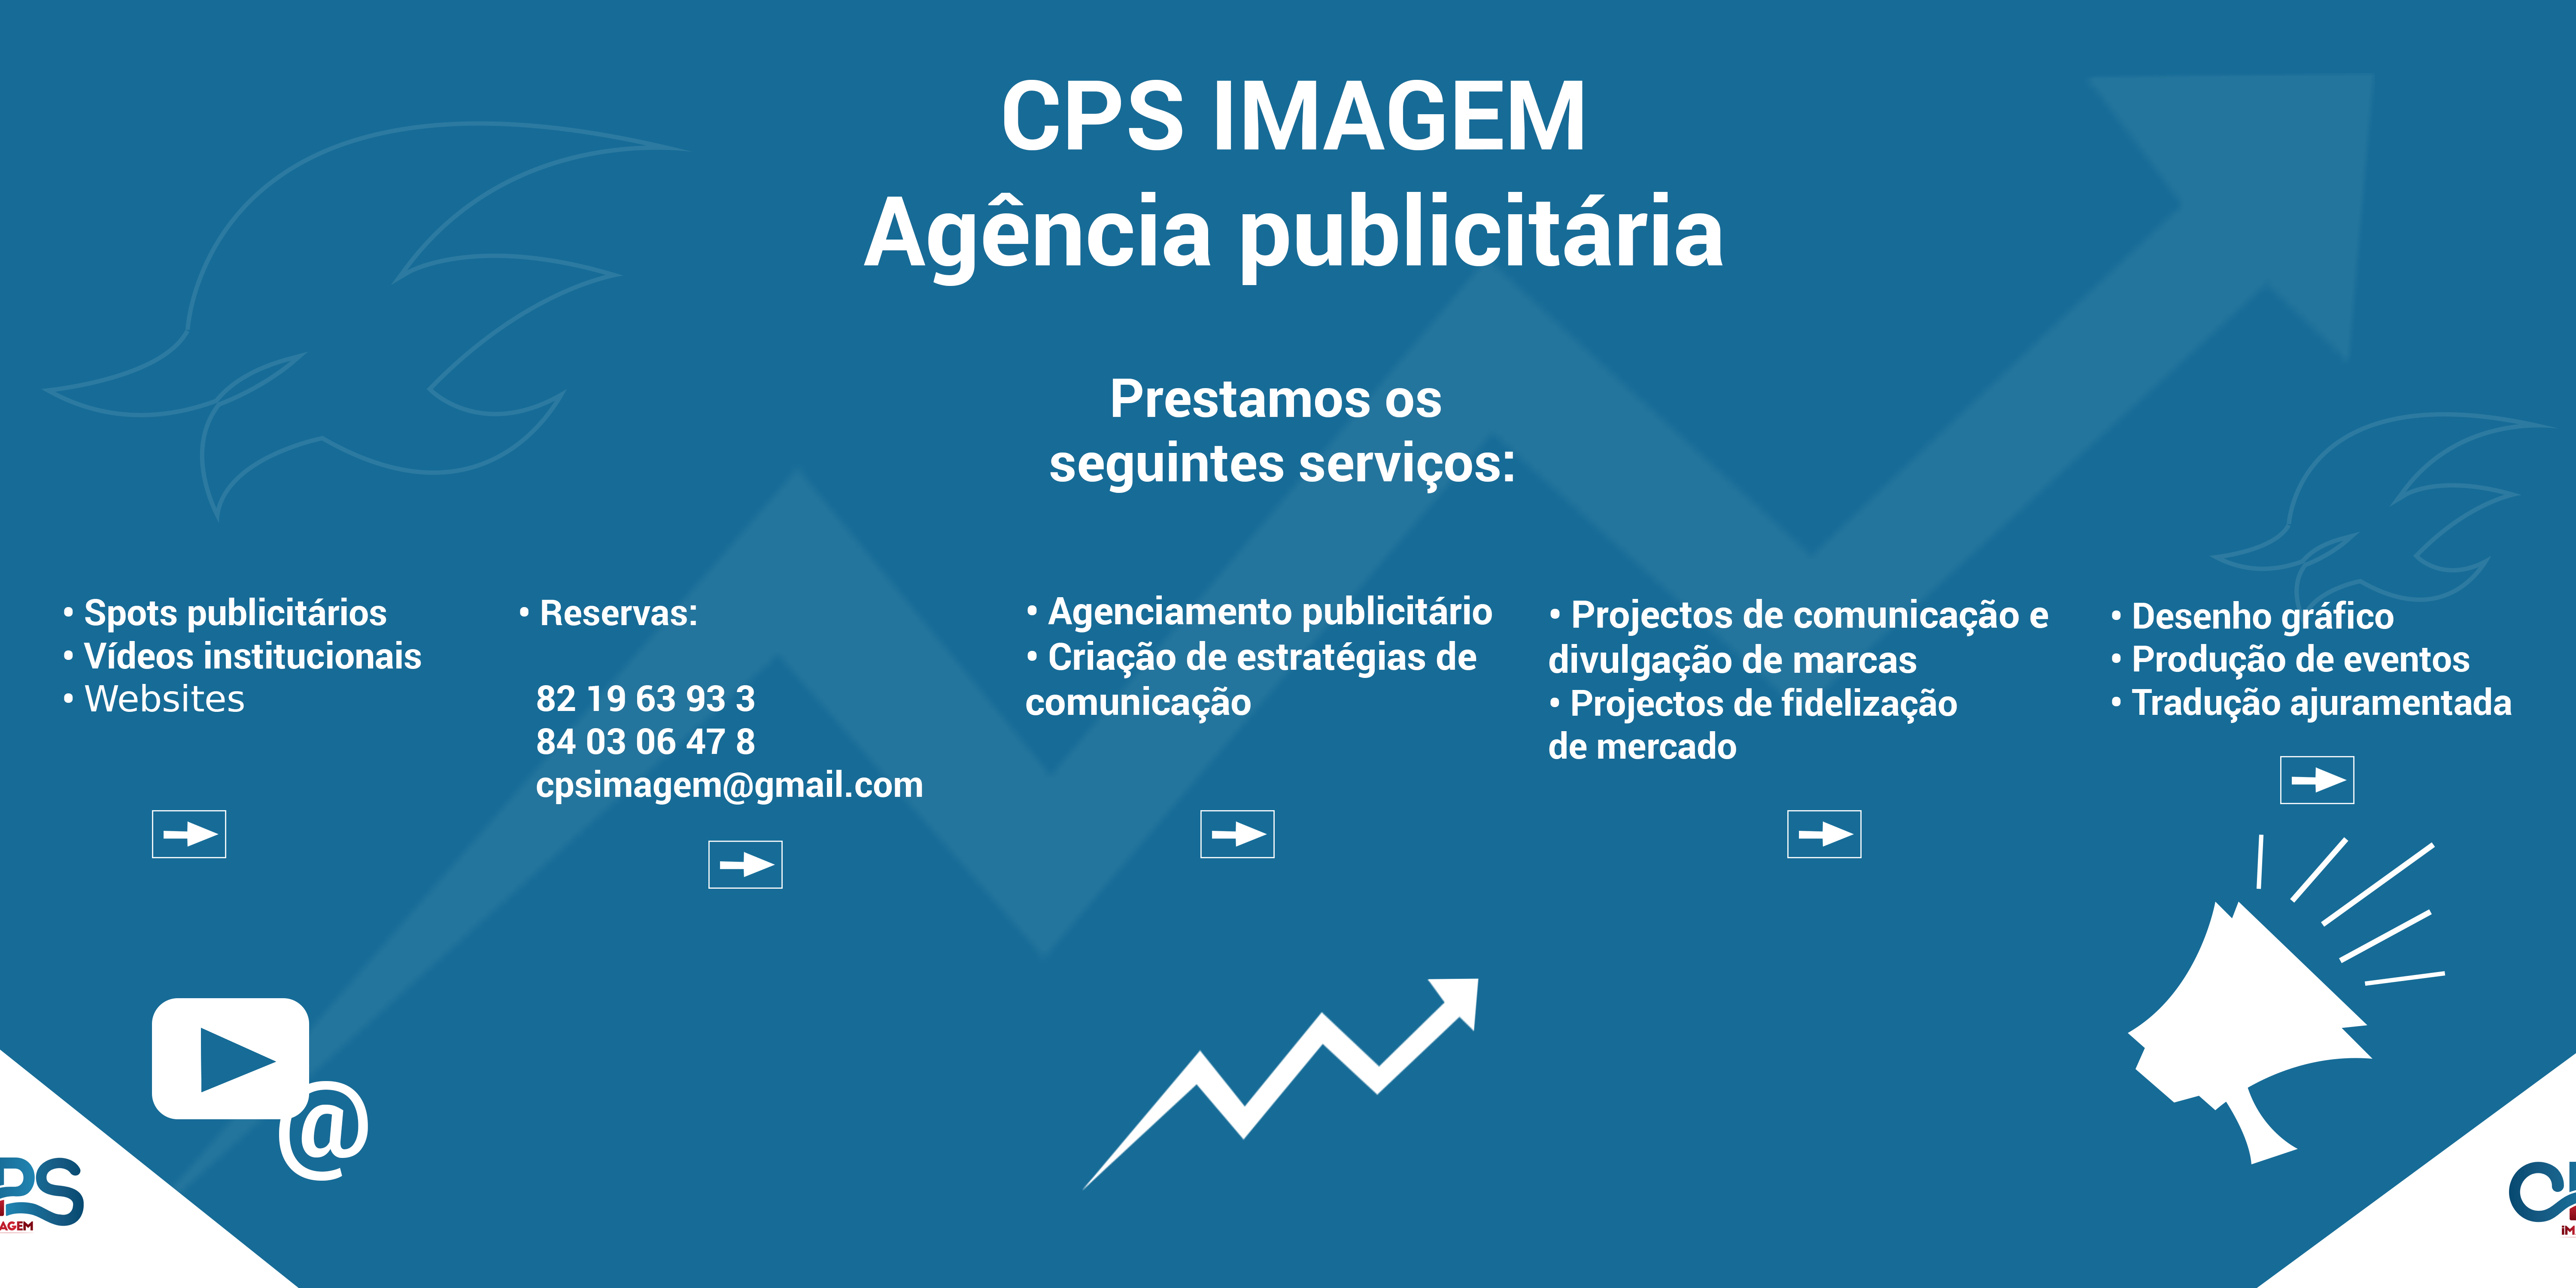 CPS IMAGEM
Agência publicitária
Prestamos os
seguintes serviços:
• Spots publicitários
• Vídeos institucionais
• Websites
• Reservas:
82 19 63 93 3
84 03 06 47 8
cpsimagem@gmail.com
• Agenciamento publicitário
• Criação de estratégias de
comunicação
• Projectos de comunicação e
divulgação de marcas
• Projectos de fidelização
de mercado
• Desenho gráfico
• Produção de eventos
• Tradução ajuramentada
@
PS
AGEM